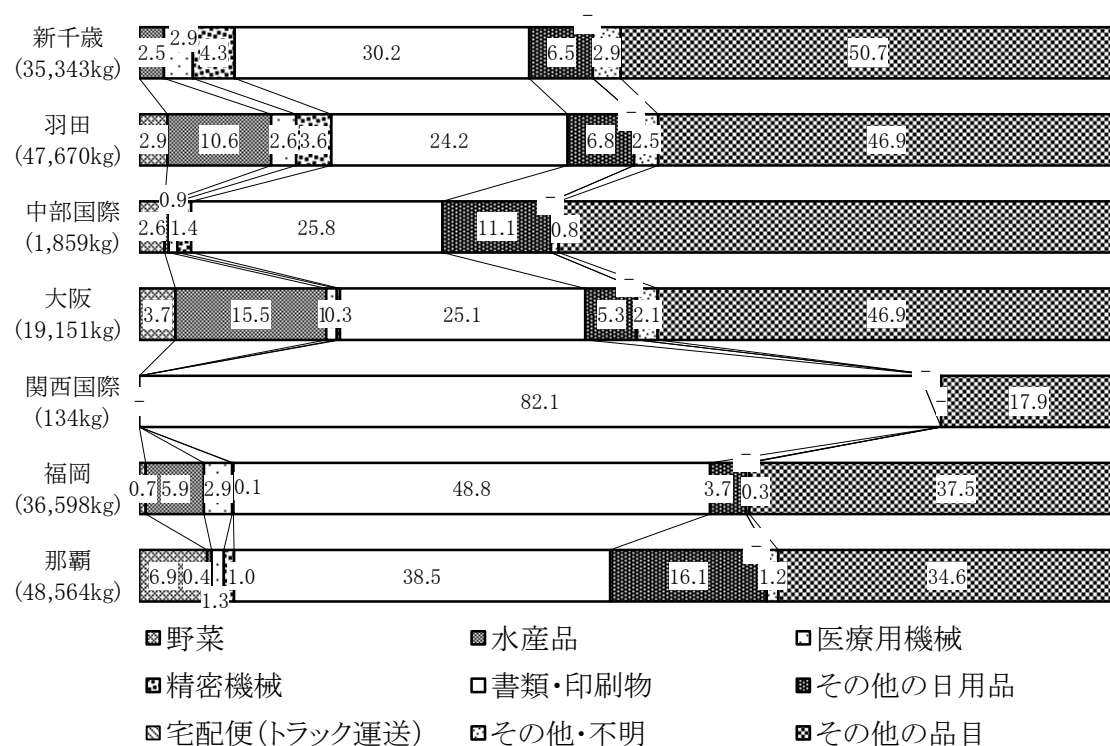 −
新千歳
(35,343kg)
2.5 2.9 4.3 30.2 6.5 2.9 50.7
−
羽田
(47,670kg)
2.9 10.6 2.6 3.6 24.2 6.8 2.5 46.9
−
中部国際
(1,859kg)
2.6 0.9 1.4 25.8 11.1 0.8
−
大阪
(19,151kg)
3.7 15.5 0.3 25.1 5.3 2.1 46.9
−
関西国際
(134kg)
− 82.1 − 17.9
−
福岡
(36,598kg)
0.7 5.9 2.9 0.1 48.8 3.7 0.3 37.5
−
那覇
(48,564kg)
6.9 0.4 1.3 1.0 38.5 16.1 1.2 34.6
野菜 水産品 医療用機械
精密機械 書類・印刷物 その他の日用品
宅配便(トラック運送) その他・不明 その他の品目